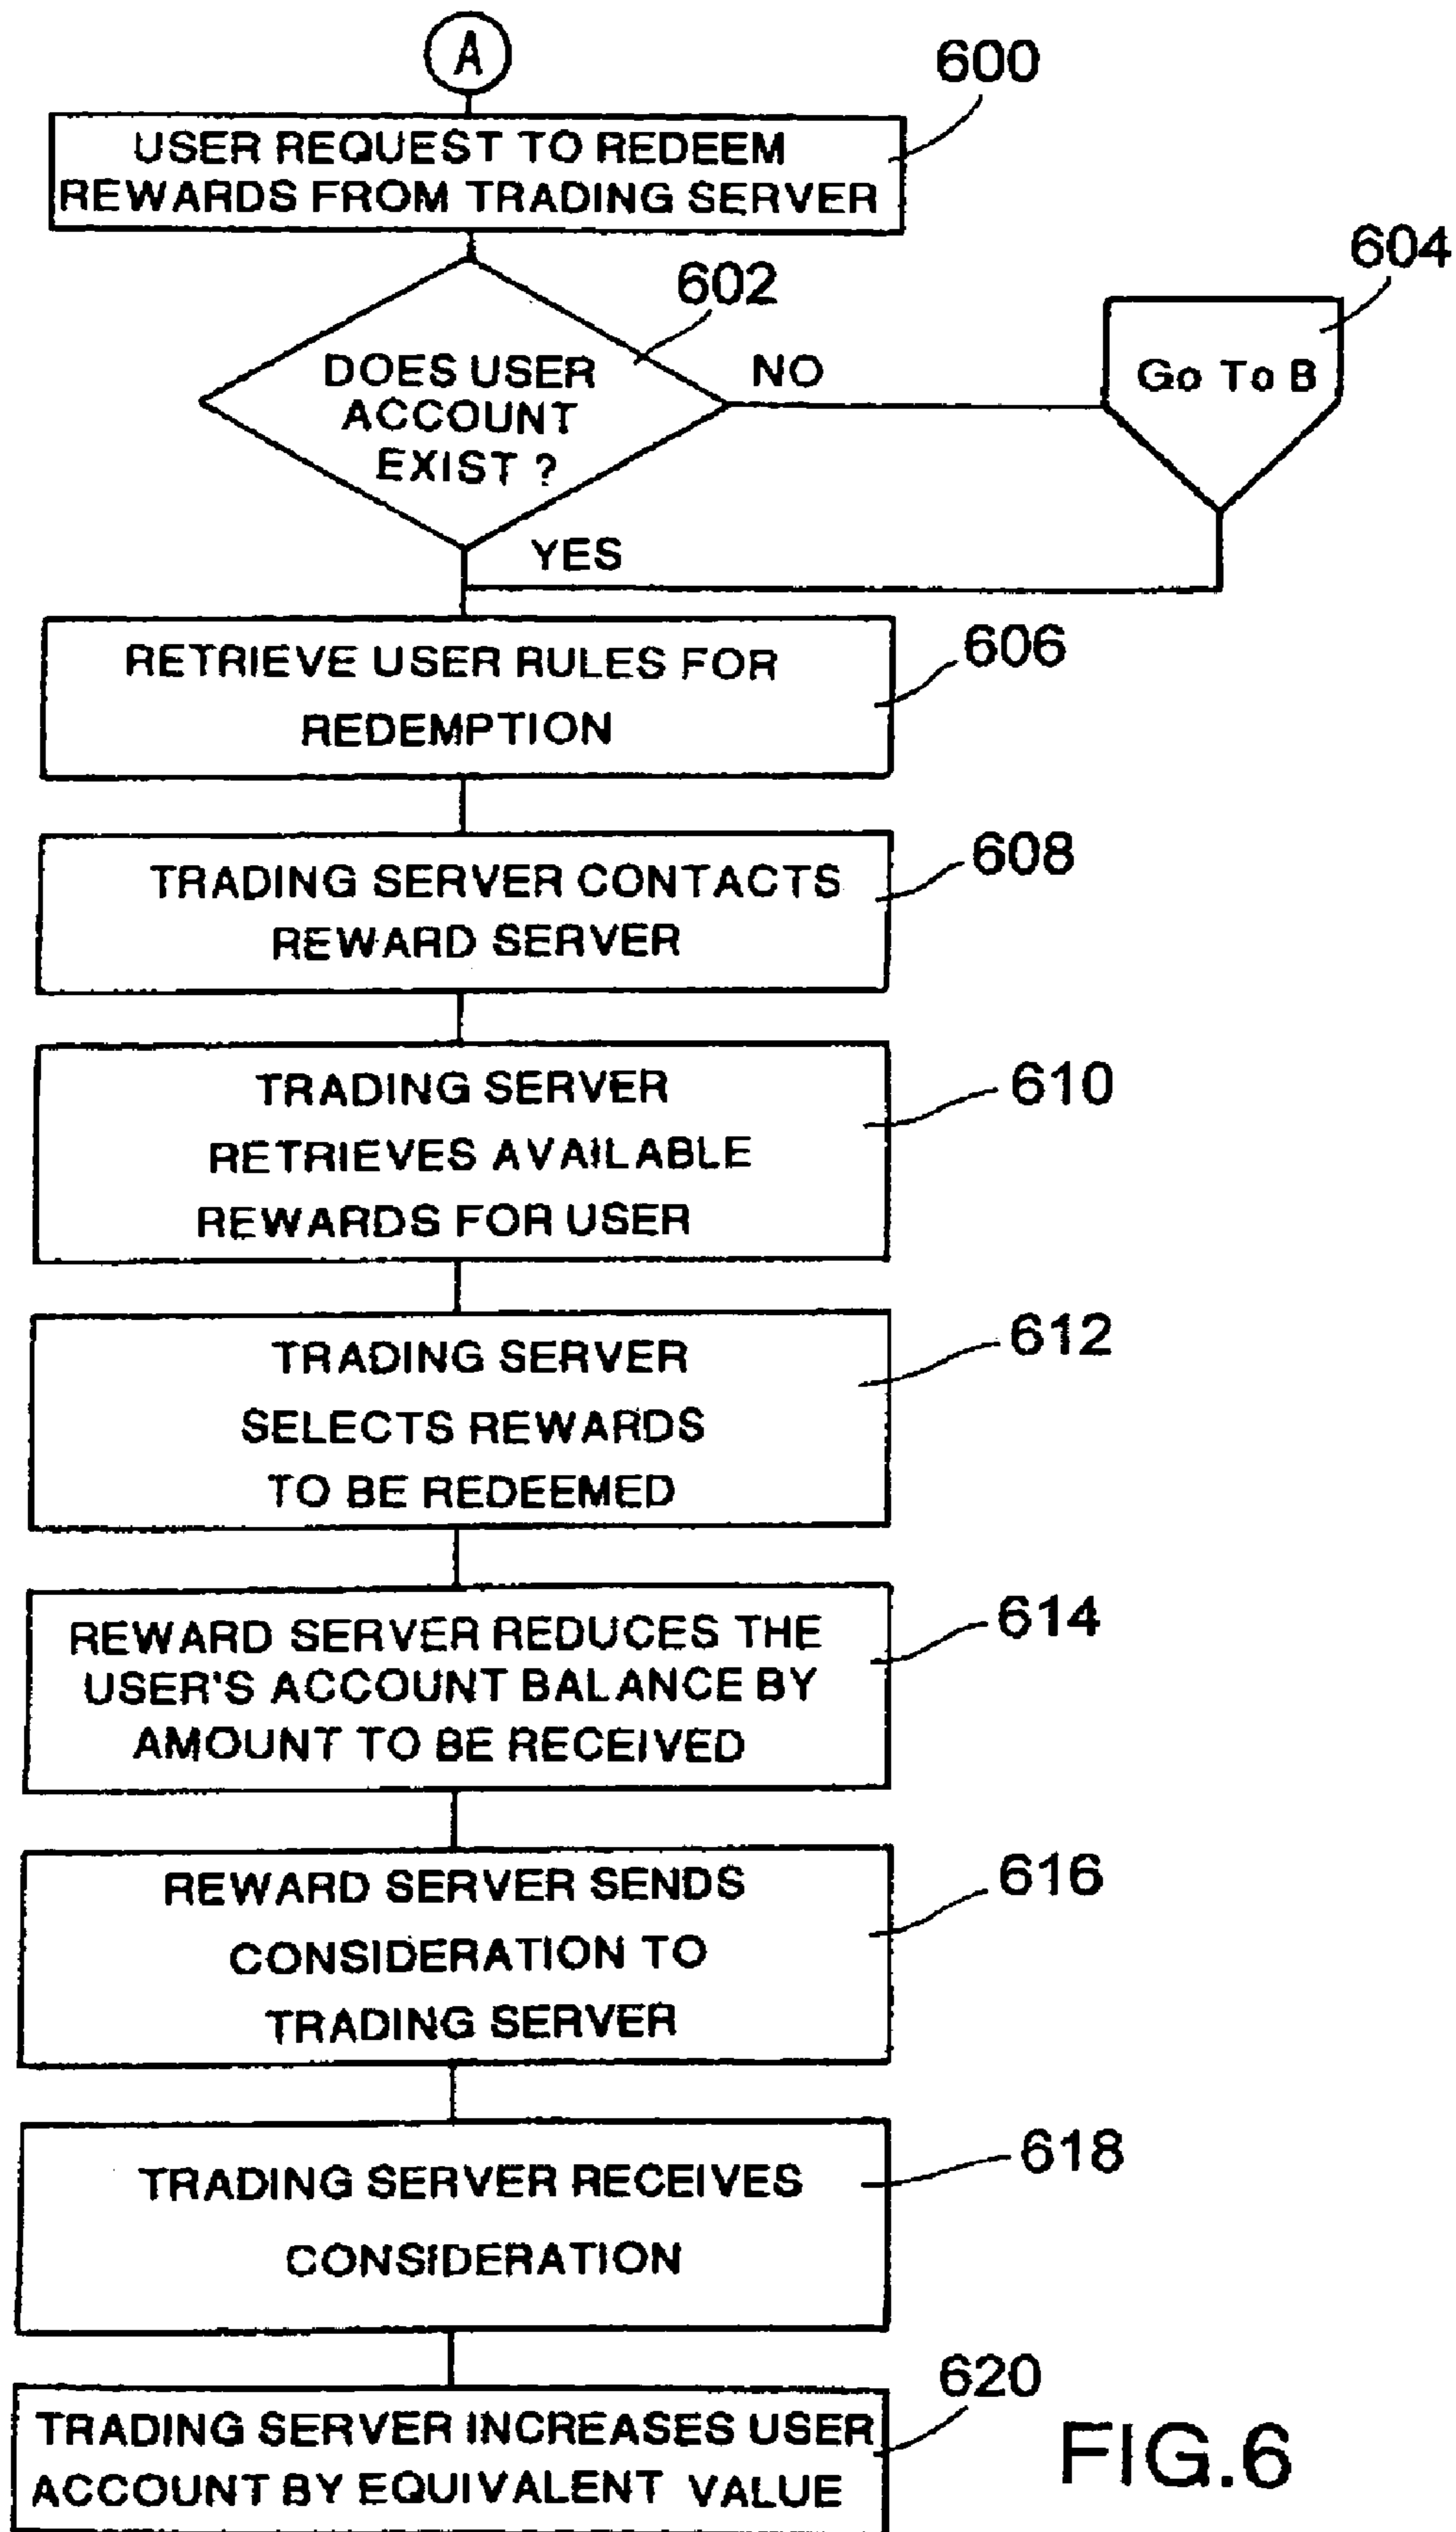 A
600
USER REQUEST TO REDEEM
REWARDS FROM TRADING SERVER
602
604
DOES USER
ACCOUNT
EXIST ?
NO
Go To B
YES
606
RETRIEVE USER RULES FOR
REDEMPTION
608
TRADING SERVER CONTACTS
REWARD SERVER
610
TRADING SERVER
RETRIEVES AVAILABLE
REWARDS FOR USER
612
TRADING SERVER
SELECTS REWARDS
TO BE REDEEMED
614
REWARD SERVER REDUCES THE
USER'S ACCOUNT BALANCE BY
AMOUNT TO BE RECEIVED
616
REWARD SERVER SENDS
CONSIDERATION TO
TRADING SERVER
618
TRADING SERVER RECEIVES
CONSIDERATION
620
TRADING SERVER INCREASES USER
ACCOUNT BY EQUIVALENT VALUE
FIG.6